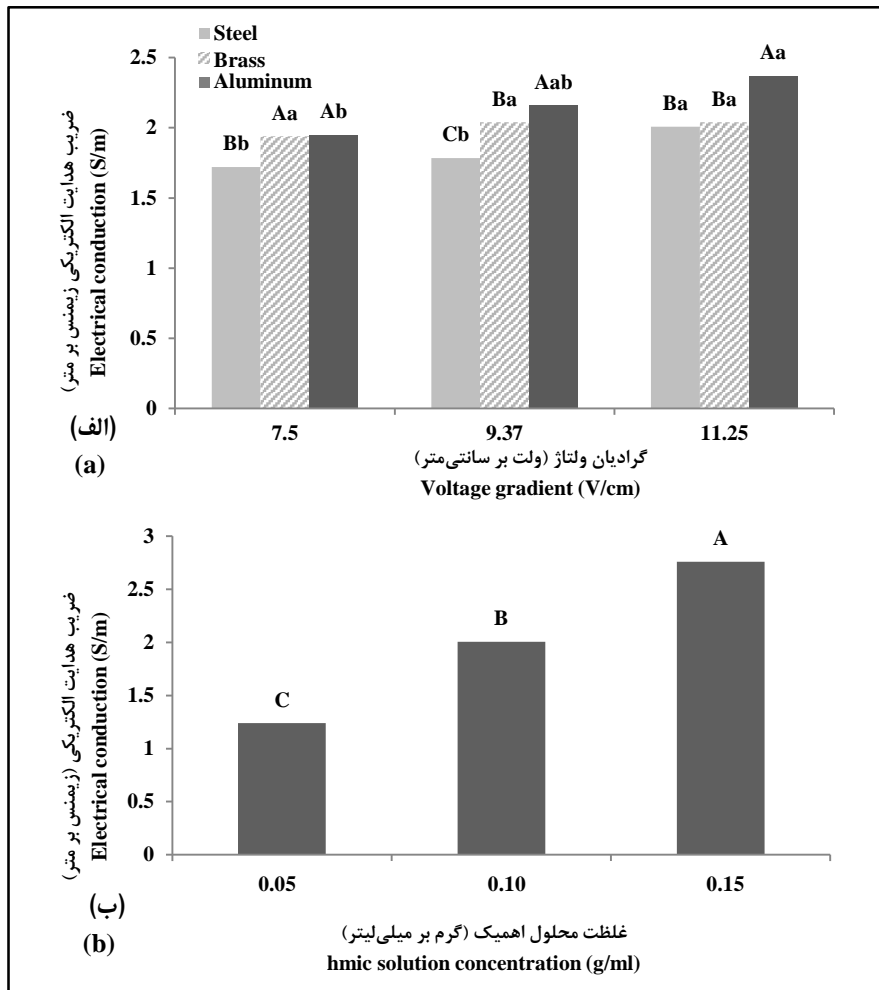 Steel
Brass
Aluminum
2.5
2
1.5
1
0.5
0
Bb
Aa
Ab
Cb
Ba
Aab
Ba
Ba
Aa
ضریب هدایت الکتریکی زیمنس بر متر)
Electrical conduction (S/m)
7.5
9.37
11.25
(الف)
(a)
گرادیان ولتاژ (ولت بر سانتی‌متر)
Voltage gradient (V/cm)
3
2.5
2
1.5
1
0.5
0
C
B
A
ضریب هدایت الکتریکی (زیمنس بر متر)
Electrical conduction (S/m)
0.05
0.10
0.15
(ب)
(b)
غلظت محلول اهمیک (گرم بر میلی‌لیتر)
hmic solution concentration (g/ml)